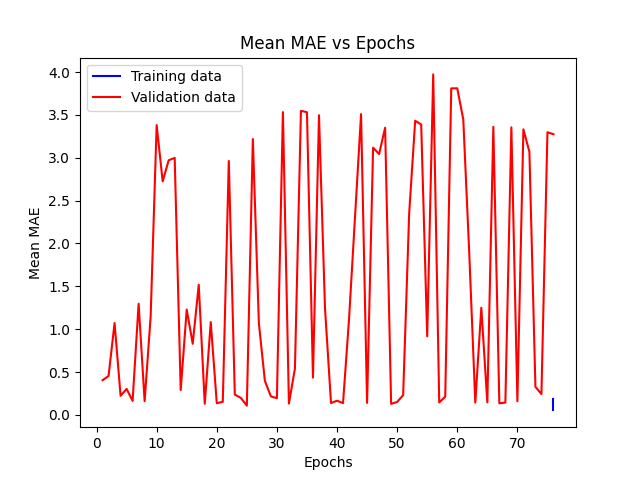 Mean MAE vs Epochs
Training data
Validation data
4.0
3.5
3.0
2.5
2.0
1.5
1.0
0.5
0.0
Mean MAE
0 10 20 30 40 50 60 70
Epochs